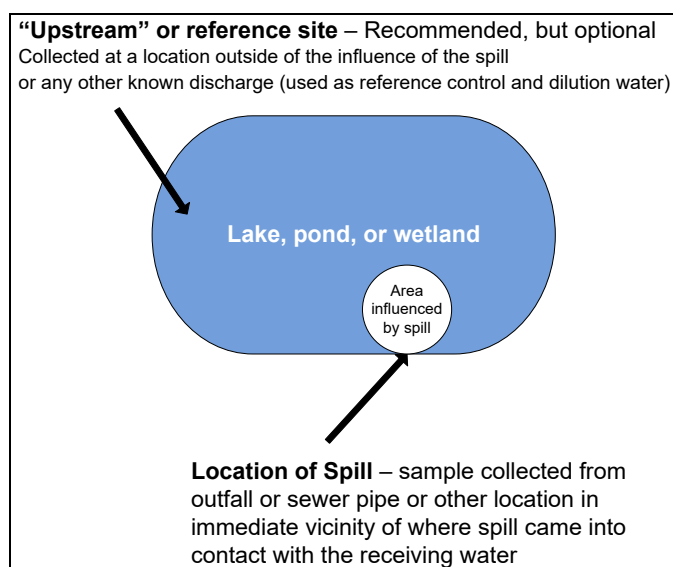 “Upstream” or reference site – Recommended, but optional
Collected at a location outside of the influence of the spill
or any other known discharge (used as reference control and dilution water)
Lake, pond, or wetland
Area
influenced
by spill
Location of Spill – sample collected from
outfall or sewer pipe or other location in
immediate vicinity of where spill came into
contact with the receiving water